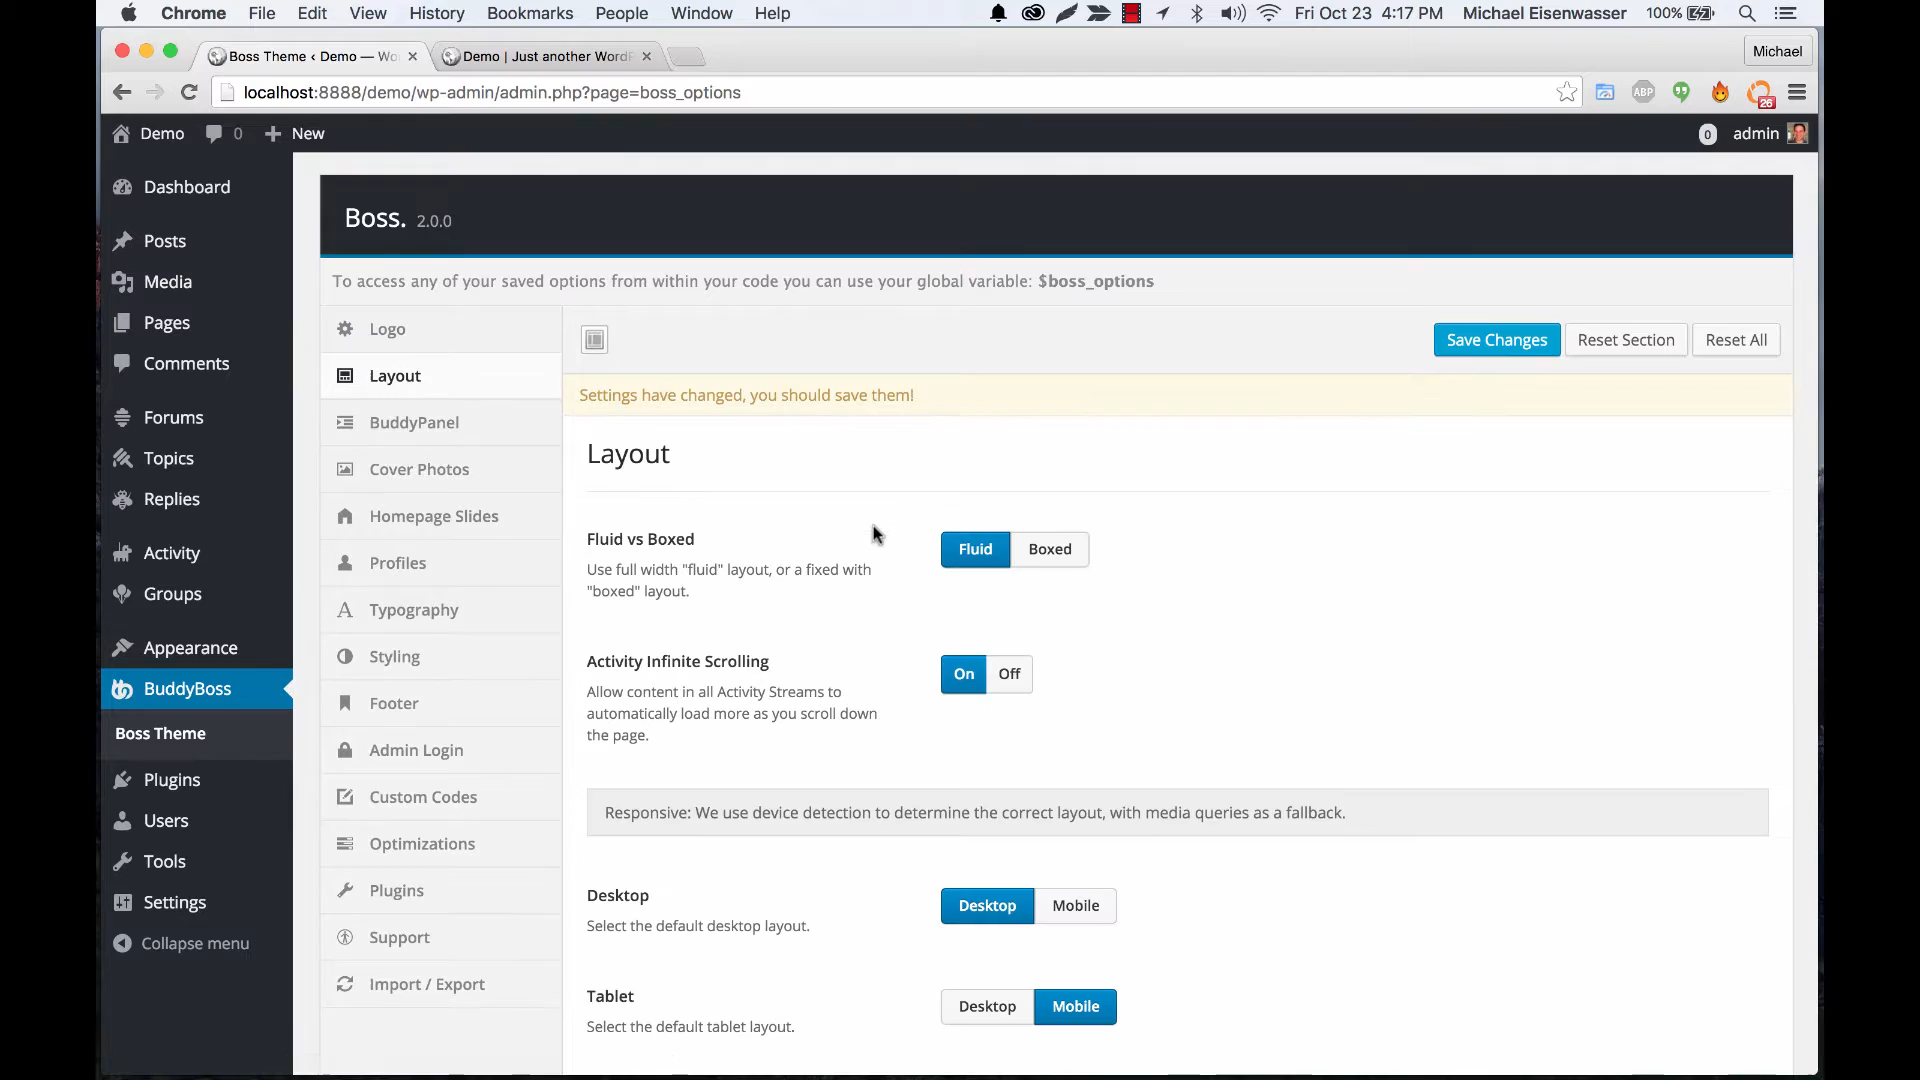 Chrome File Edit View History Bookmarks People Window Help Fri Oct 23 4:17 PM Michael Eisenwasser 100%
Boss Theme ‹ Demo — Wo
Demo | Just another WordP
Michael
localhost:8888/demo/wp-admin/admin.php?page=boss_options
ABP
26
Demo 0 New
0 admin
Dashboard
Posts
Media
Pages
Comments
Forums
Topics
Replies
Activity
Groups
Appearance
BuddyBoss
Boss Theme
Plugins
Users
Tools
Settings
Collapse menu
Boss. 2.0.0
To access any of your saved options from within your code you can use your global variable: $boss_options
Logo
Layout
BuddyPanel
Cover Photos
Homepage Slides
Profiles
Typography
Styling
Footer
Admin Login
Custom Codes
Optimizations
Plugins
Support
Import / Export
Save Changes Reset Section Reset All
Settings have changed, you should save them!
Layout
Fluid vs Boxed
Use full width "fluid" layout, or a fixed with
"boxed" layout.
Fluid Boxed
Activity Infinite Scrolling
Allow content in all Activity Streams to
automatically load more as you scroll down
the page.
On Off
Responsive: We use device detection to determine the correct layout, with media queries as a fallback.
Desktop
Select the default desktop layout.
Desktop Mobile
Tablet
Select the default tablet layout.
Desktop Mobile